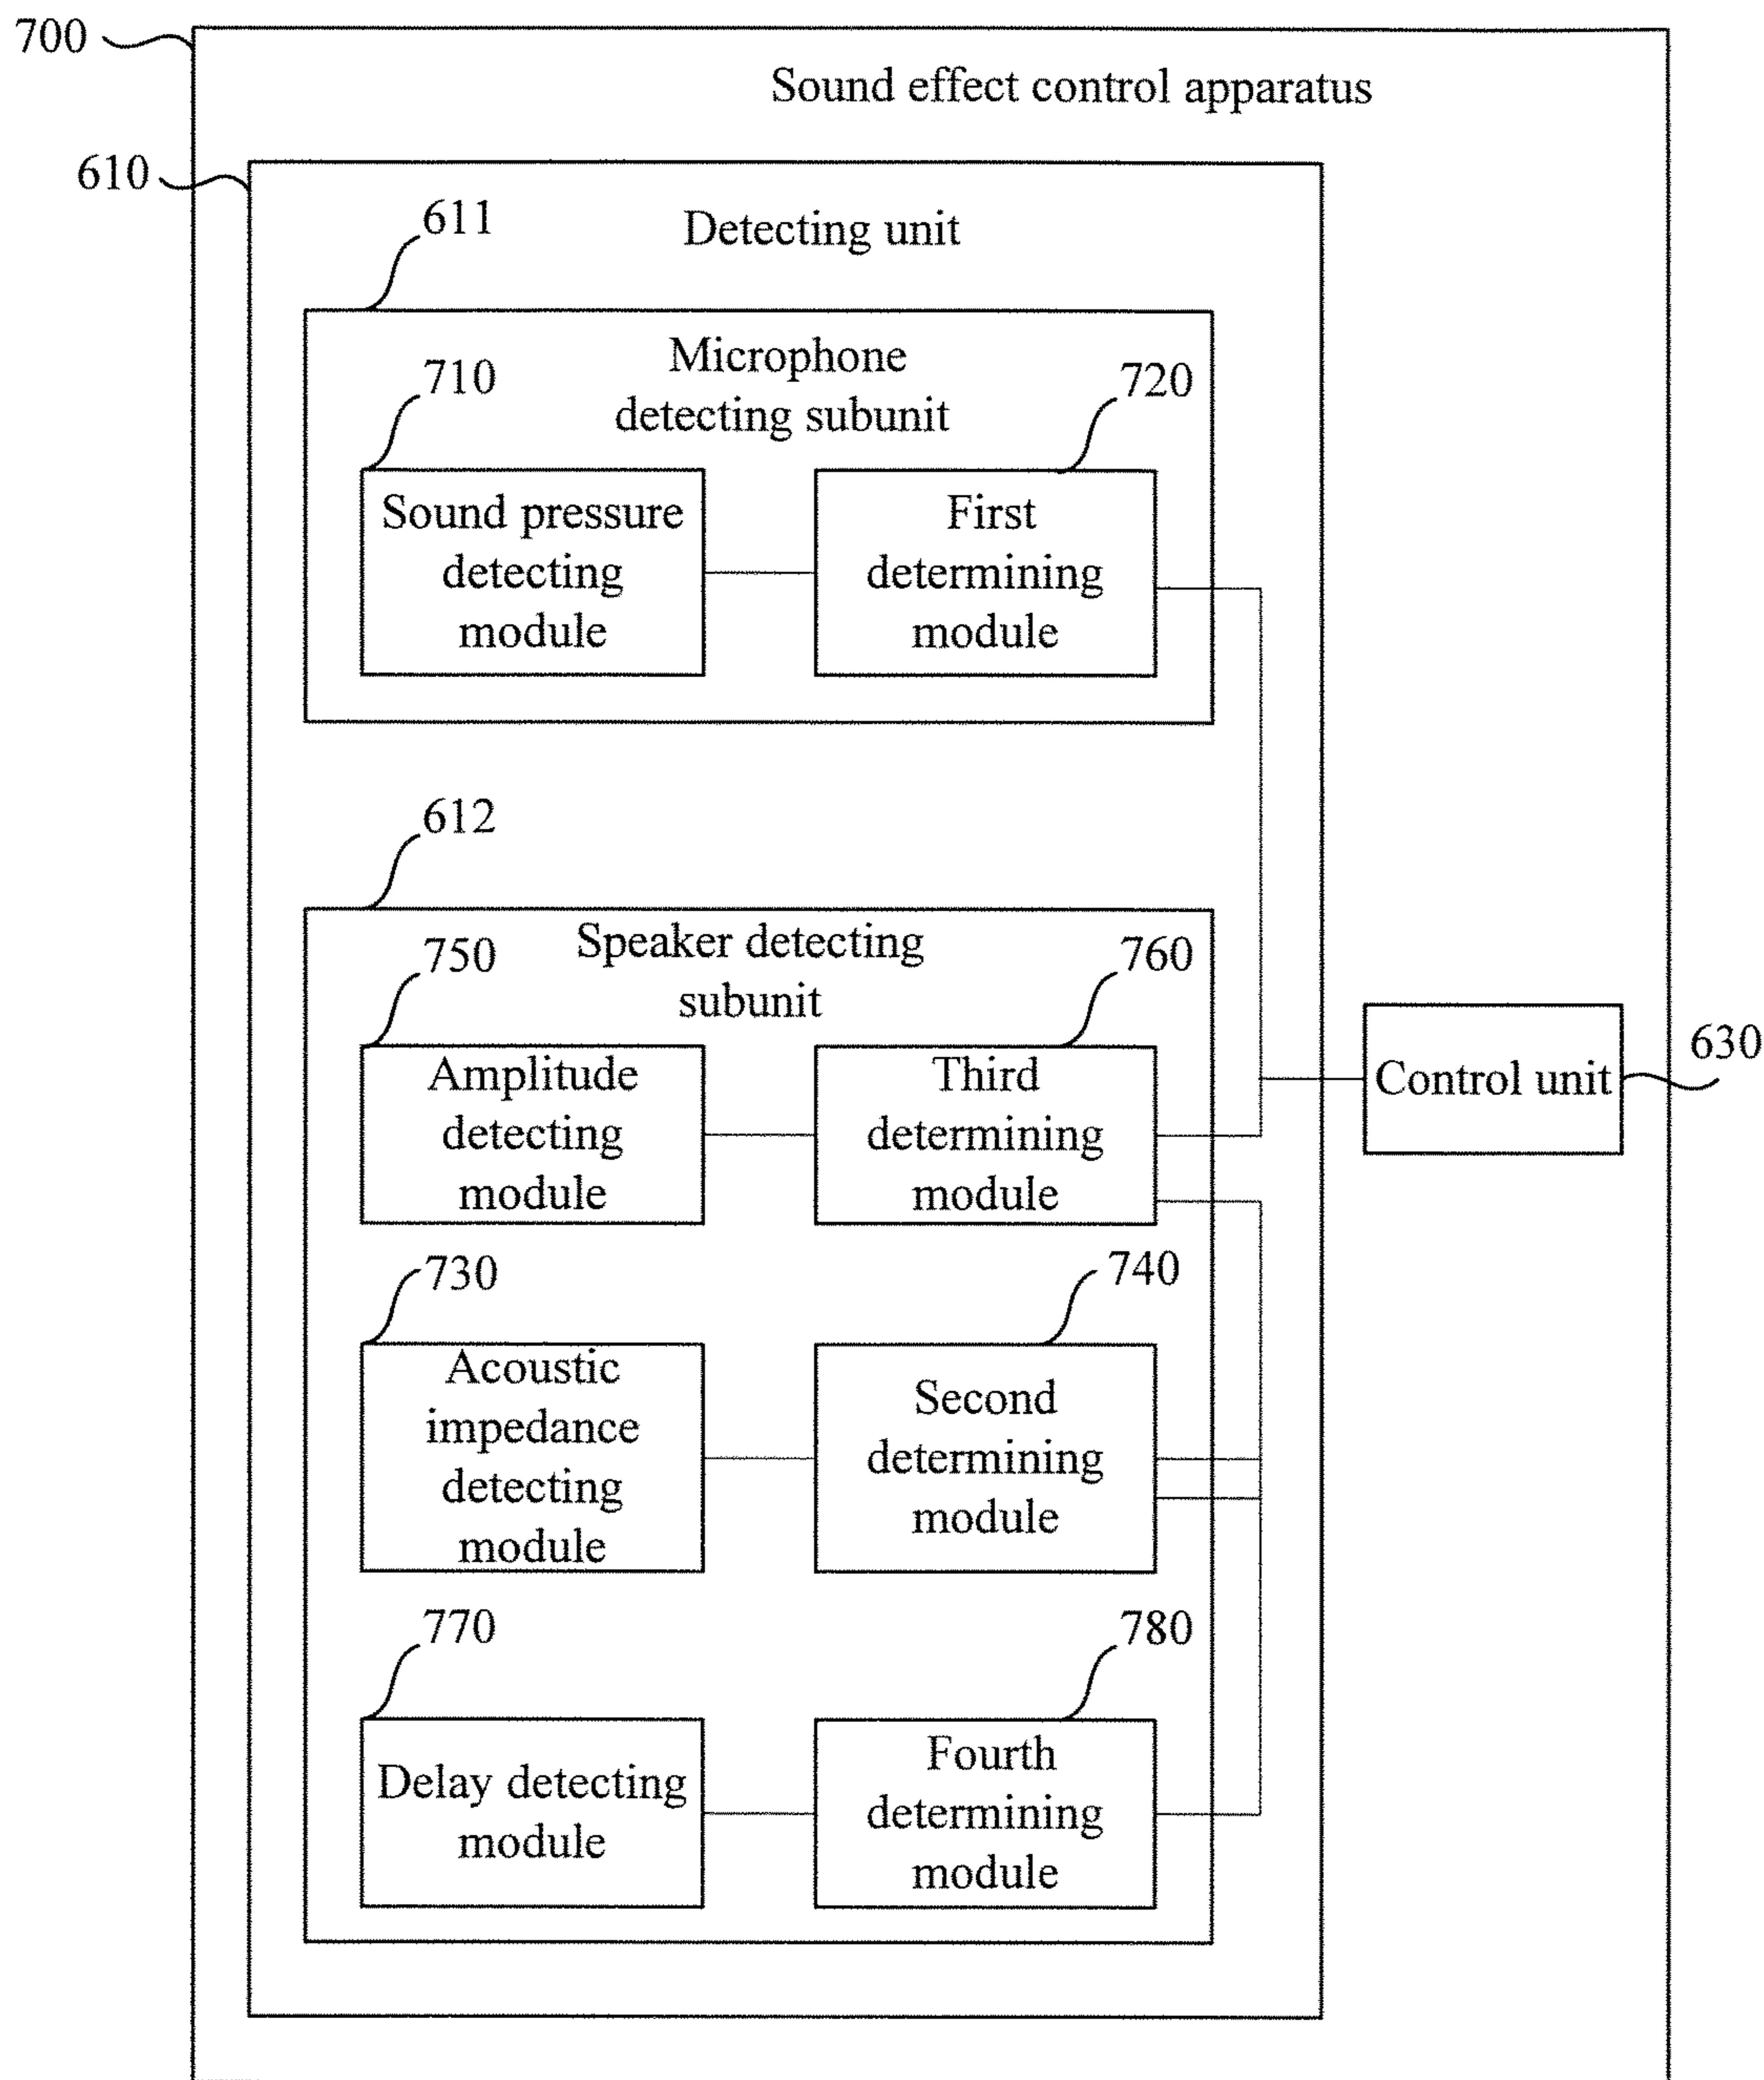 700
Sound effect control apparatus
610
Detecting unit
611
Microphone
detecting subunit
710
720
Sound pressure
detecting
module
First
determining
module
612
Speaker detecting
subunit
750
760
Amplitude
detecting
module
Third
determining
module
630
Control unit
730
740
Acoustic
impedance
detecting
module
Second
determining
module
770
780
Delay detecting
module
Fourth
determining
module